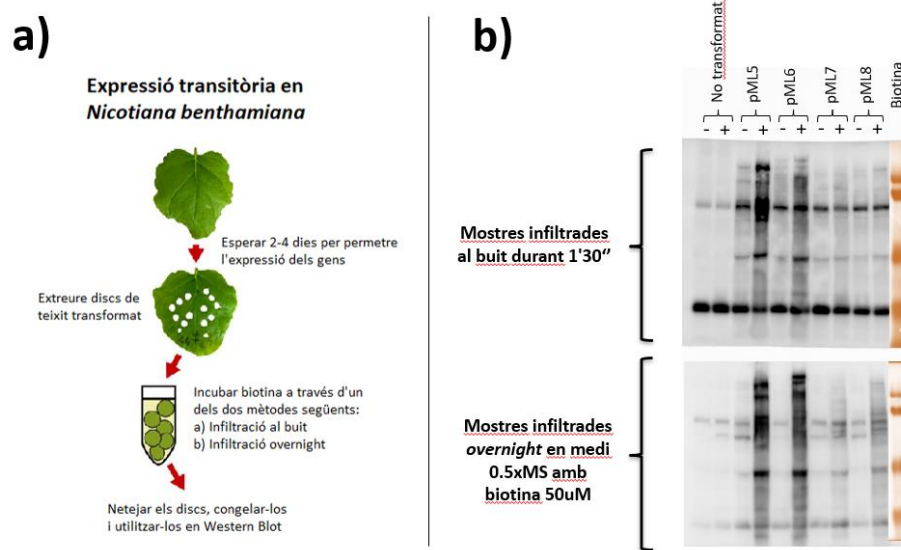 a)
Expressió transitòria en
Nicotiana benthamiana
Esperar 2-4 dies per permetre
l'expressió dels gens
Extreure discs de
teixit transformat
Incubar biotina a través d'un
dels dos mètodes següents:
a) Infiltració al buit
b) Infiltració overnight
Netejar els discs, congelar-los
i utilitzar-los en Western Blot
b)
No transformat
pML5
pML6
pML7
pML8
Biotina
- + - + - + - + - +
Mostres infiltrades
al buit durant 1'30"
Mostres infiltrades
overnight en medi
0.5xMS amb
biotina 50uM